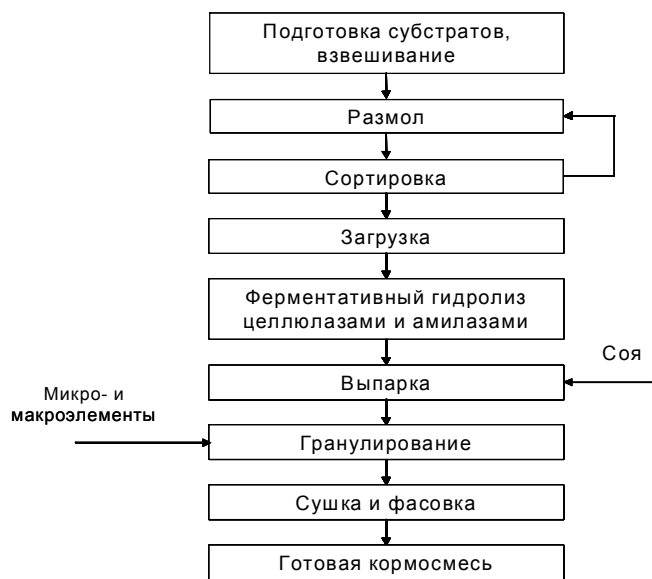 Подготовка субстратов,
взвешивание
Размол
Сортировка
Загрузка
Ферментативный гидролиз
целлюлазами и амилазами
Соя
Выпарка
Микро- и
макроэлементы
Гранулирование
Сушка и фасовка
Готовая кормосмесь